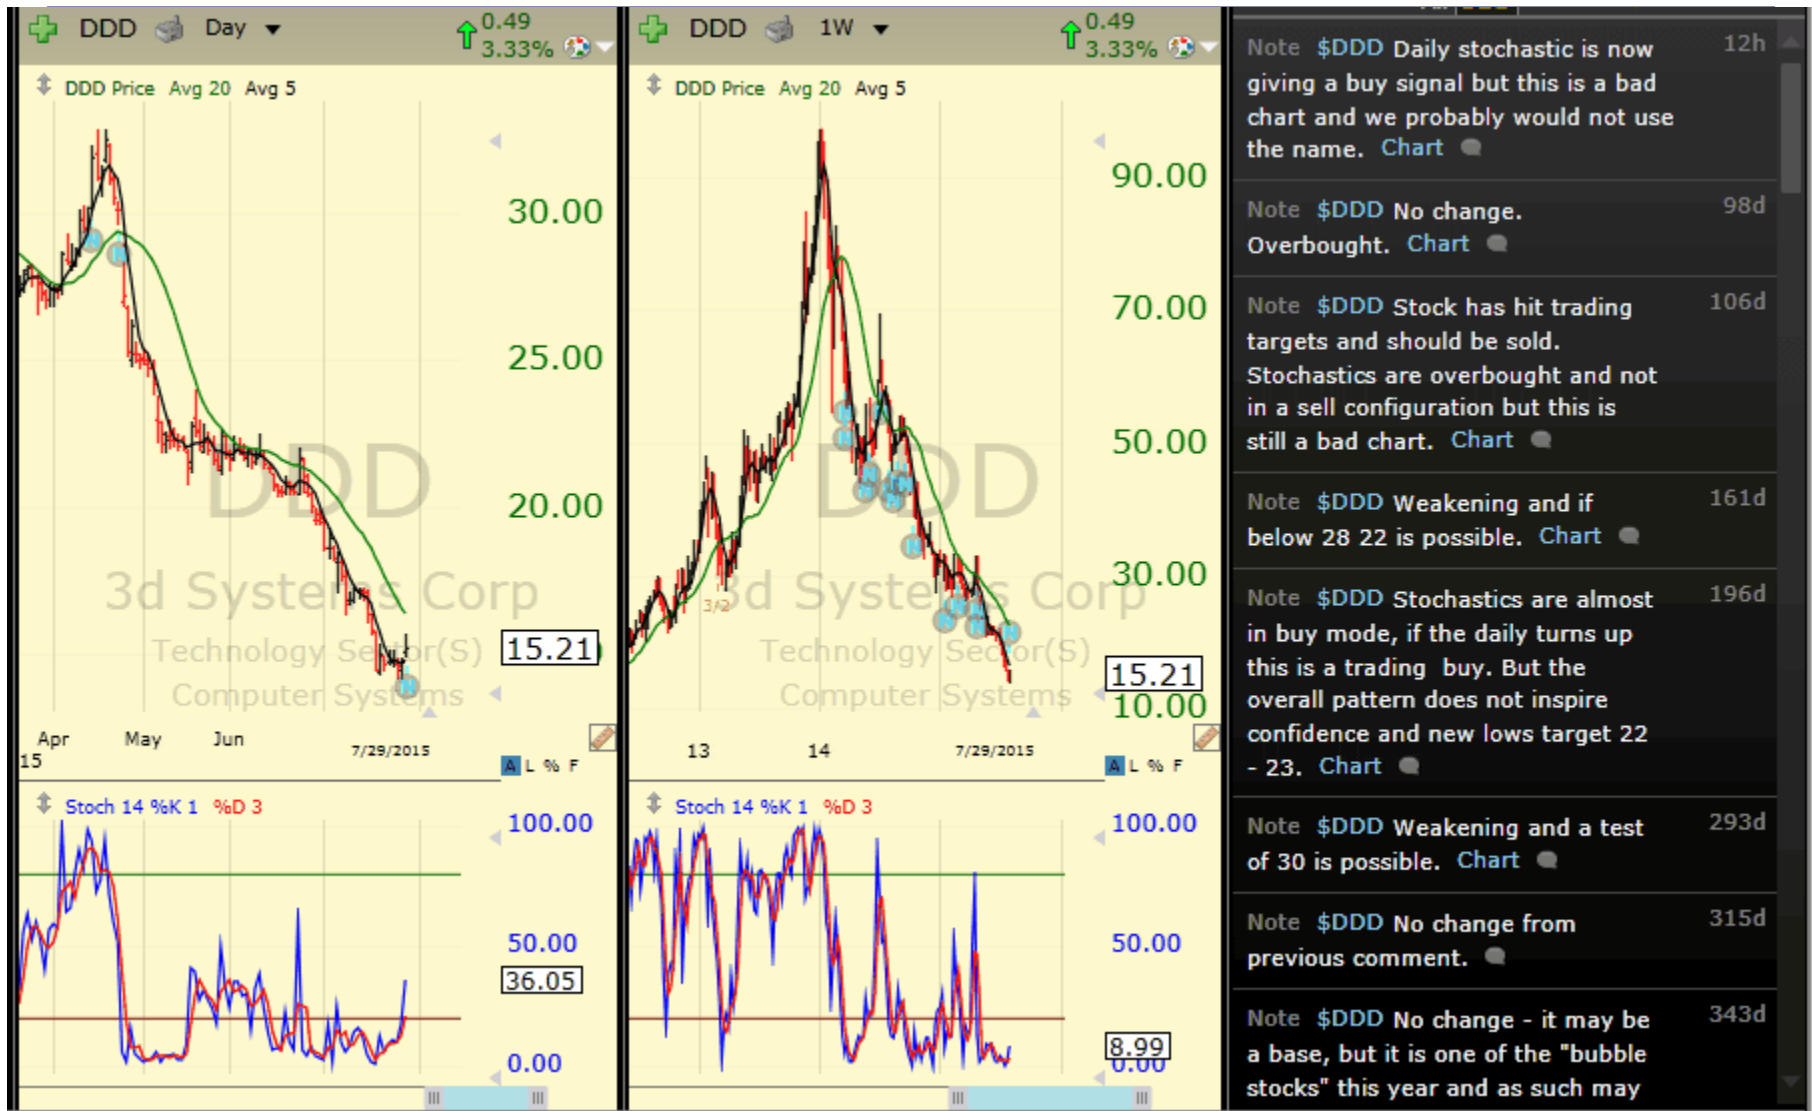 DDD Day 0.49
3.33%
DDD Price Avg 20 Avg 5
30.00
25.00
20.00
15.21
DDD
3d Systems Corp
Technology Sector(S)
Computer Systems
Apr May Jun 7/29/2015
15
A L % F
Stoch 14 %K 1 %D 3
100.00
50.00
36.05
0.00
DDD 1W 0.49
3.33%
DDD Price Avg 20 Avg 5
90.00
70.00
50.00
30.00
3/2
15.21
10.00
DDD
3d Systems Corp
Technology Sector(S)
Computer Systems
13 14 7/29/2015
A L % F
Stoch 14 %K 1 %D 3
100.00
50.00
8.99
0.00
Note $DDD Daily stochastic is now 12h
giving a buy signal but this is a bad
chart and we probably would not use
the name. Chart
Note $DDD No change. 98d
Overbought. Chart
Note $DDD Stock has hit trading 106d
targets and should be sold.
Stochastics are overbought and not
in a sell configuration but this is
still a bad chart. Chart
Note $DDD Weakening and if 161d
below 28 22 is possible. Chart
Note $DDD Stochastics are almost 196d
in buy mode, if the daily turns up
this is a trading buy. But the
overall pattern does not inspire
confidence and new lows target 22
- 23. Chart
Note $DDD Weakening and a test 293d
of 30 is possible. Chart
Note $DDD No change from 315d
previous comment.
Note $DDD No change - it may be 343d
a base, but it is one of the "bubble
stocks" this year and as such may